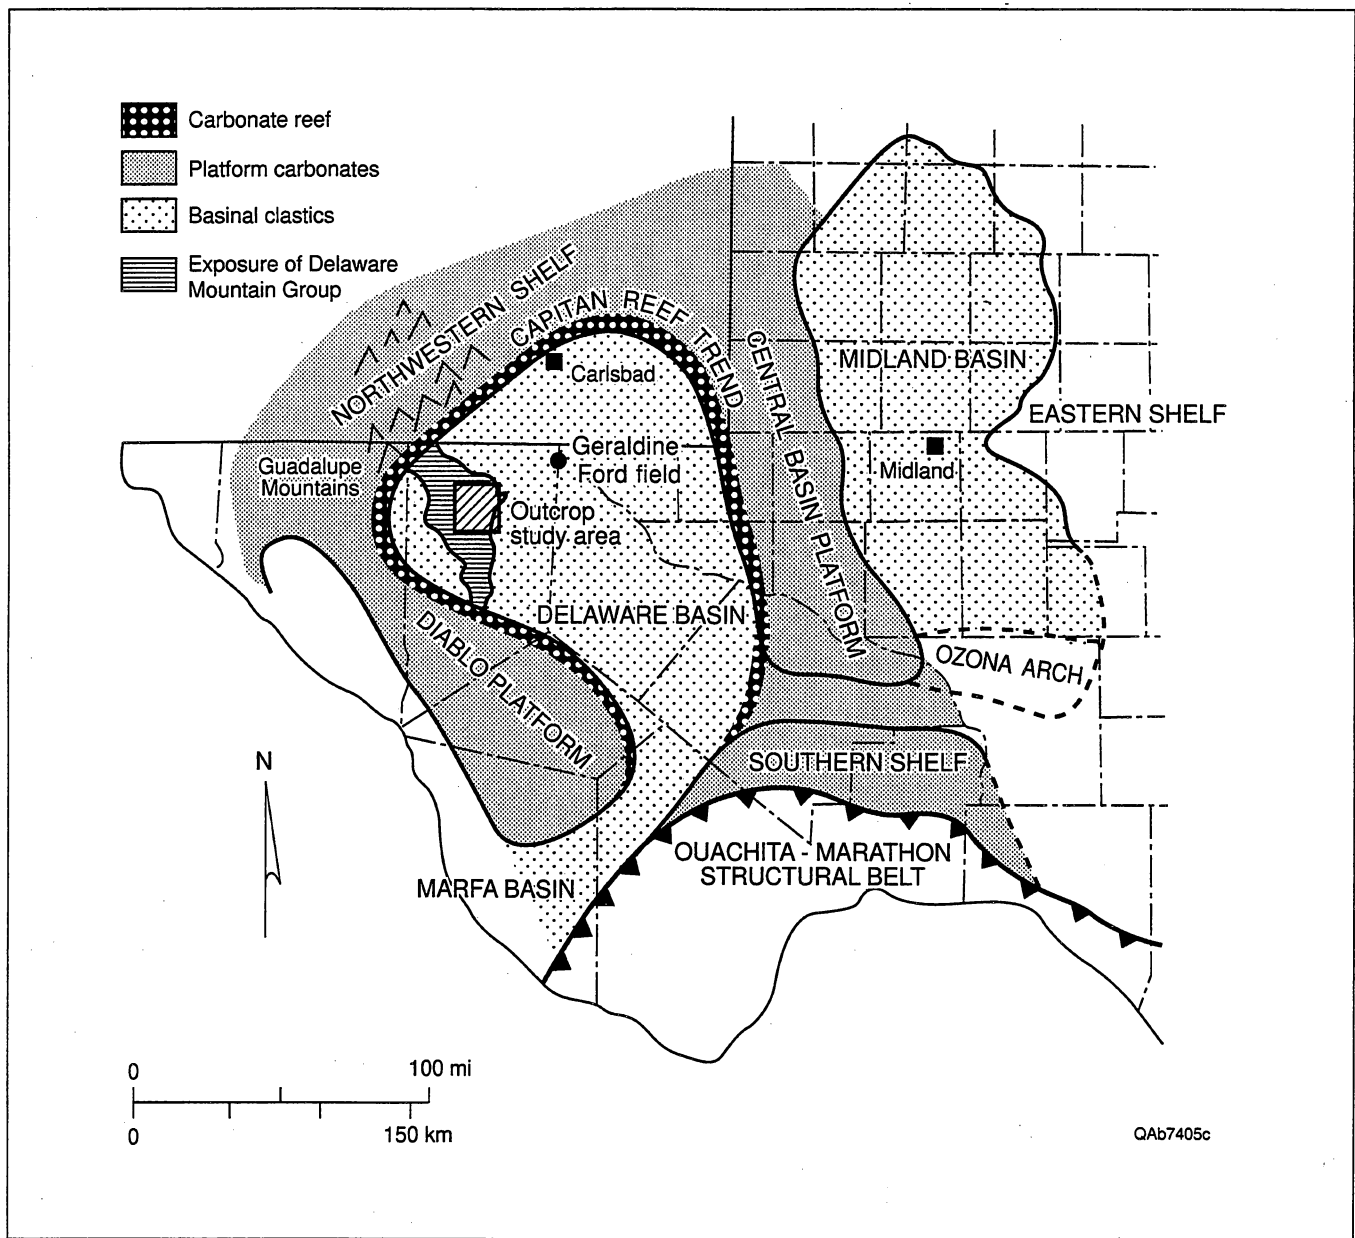 Carbonate reef
Platform carbonates
Basinal clastics
Exposure of Delaware
Mountain Group
NORTHWESTERN SHELF
CAPITAN REEF TREND
CENTRAL BASIN PLATFORM
MIDLAND BASIN
EASTERN SHELF
Carlsbad
Geraldine
Ford field
Midland
Guadalupe
Mountains
Outcrop
study area
DELAWARE BASIN
DIABLO PLATFORM
OZONA ARCH
SOUTHERN SHELF
OUACHITA - MARATHON
STRUCTURAL BELT
MARFA BASIN
N
0 100 mi
0 150 km
QAb7405c